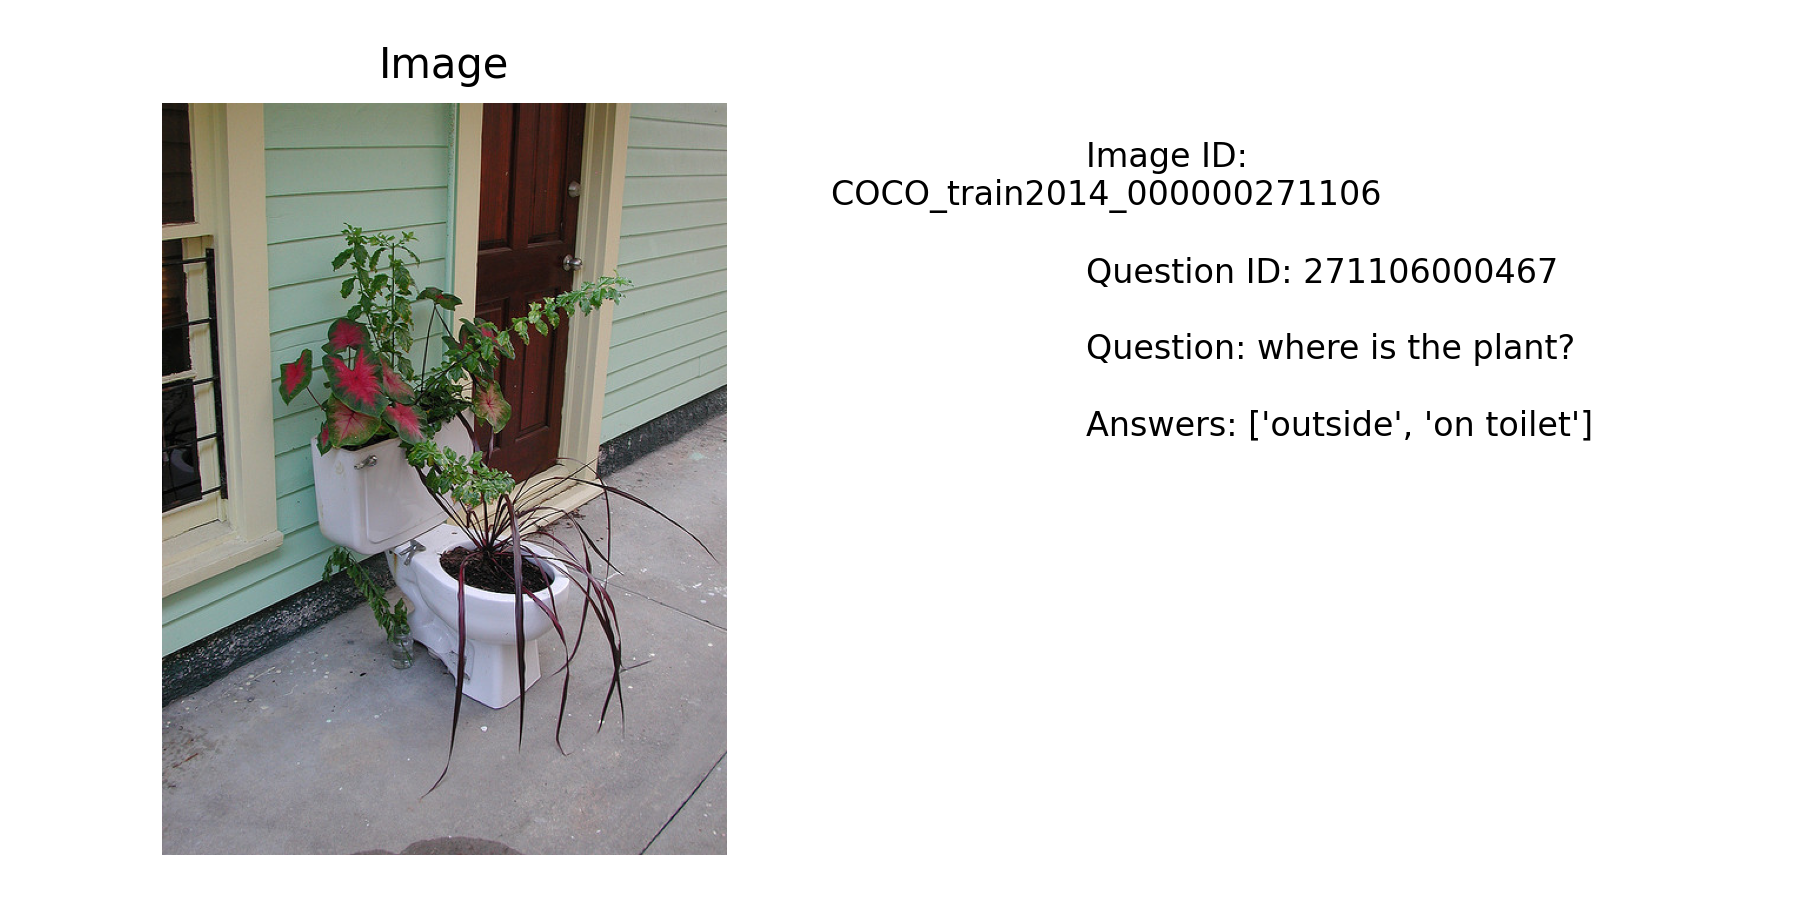 Image
Image ID:
COCO_train2014_000000271106
Question ID: 271106000467
Question: where is the plant?
Answers: ['outside', 'on toilet']